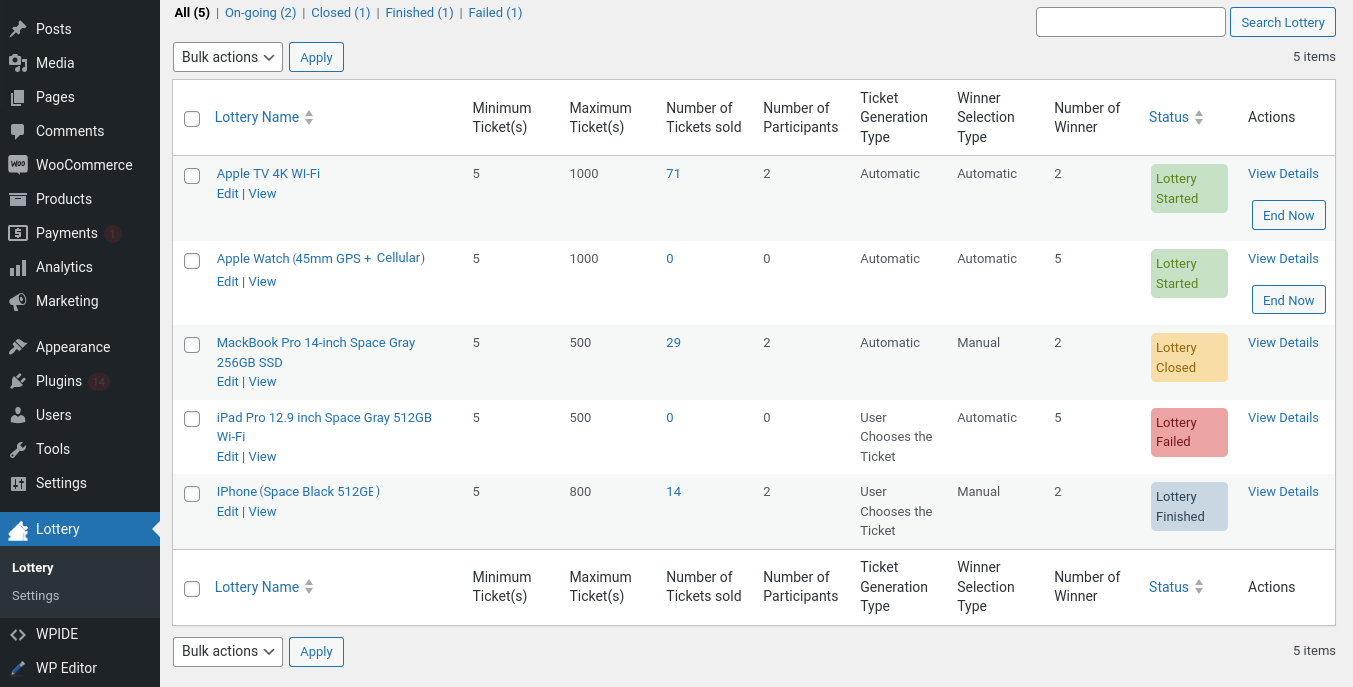 Posts
Media
Pages
Comments
WooCommerce
Products
Payments 1
Analytics
Marketing
Appearance
Plugins 14
Users
Tools
Settings
Lottery
Lottery
Settings
WPIDE
WP Editor
All (5) | On-going (2) | Closed (1) | Finished (1) | Failed (1)
Search Lottery
Bulk actions Apply
5 items
Lottery Name
Minimum
Ticket(s)
Maximum
Ticket(s)
Number of
Tickets sold
Number of
Participants
Ticket
Generation
Type
Winner
Selection
Type
Number of
Winner
Status
Actions
Apple TV 4K WI-Fi
Edit | View
5
1000
71
2
Automatic
Automatic
2
Lottery
Started
View Details
End Now
Apple Watch (45mm GPS + Cellular)
Edit | View
5
1000
0
0
Automatic
Automatic
5
Lottery
Started
View Details
End Now
MackBook Pro 14-inch Space Gray
256GB SSD
Edit | View
5
500
29
2
Automatic
Manual
2
Lottery
Closed
View Details
iPad Pro 12.9 inch Space Gray 512GB
Wi-Fi
Edit | View
5
500
0
0
User
Chooses the
Ticket
Automatic
5
Lottery
Failed
View Details
IPhone (Space Black 512GE)
Edit | View
5
800
14
2
User
Chooses the
Ticket
Manual
2
Lottery
Finished
View Details
Lottery Name
Minimum
Ticket(s)
Maximum
Ticket(s)
Number of
Tickets sold
Number of
Participants
Ticket
Generation
Type
Winner
Selection
Type
Number of
Winner
Status
Actions
Bulk actions Apply
5 items